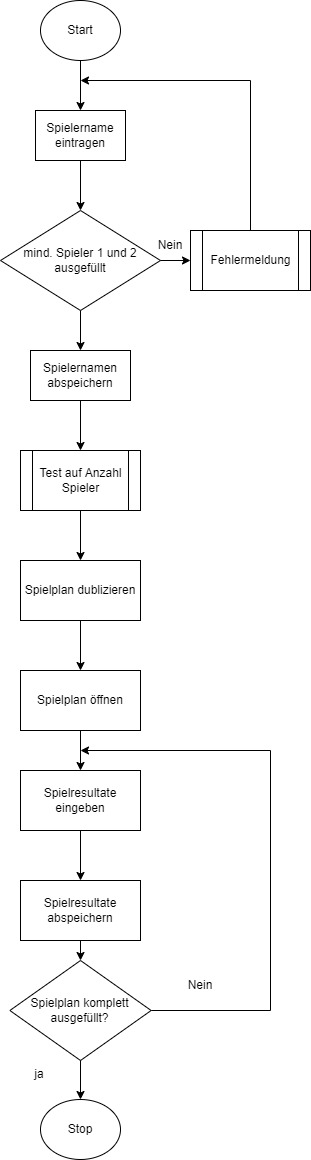 Start
Spielername
eintragen
mind. Spieler 1 und 2
ausgefüllt
Nein
Fehlermeldung
Spielernamen
abspeichern
Test auf Anzahl
Spieler
Spielplan dublizieren
Spielplan öffnen
Spielresultate
eingeben
Spielresultate
abspeichern
Spielplan komplett
ausgefüllt?
Nein
ja
Stop